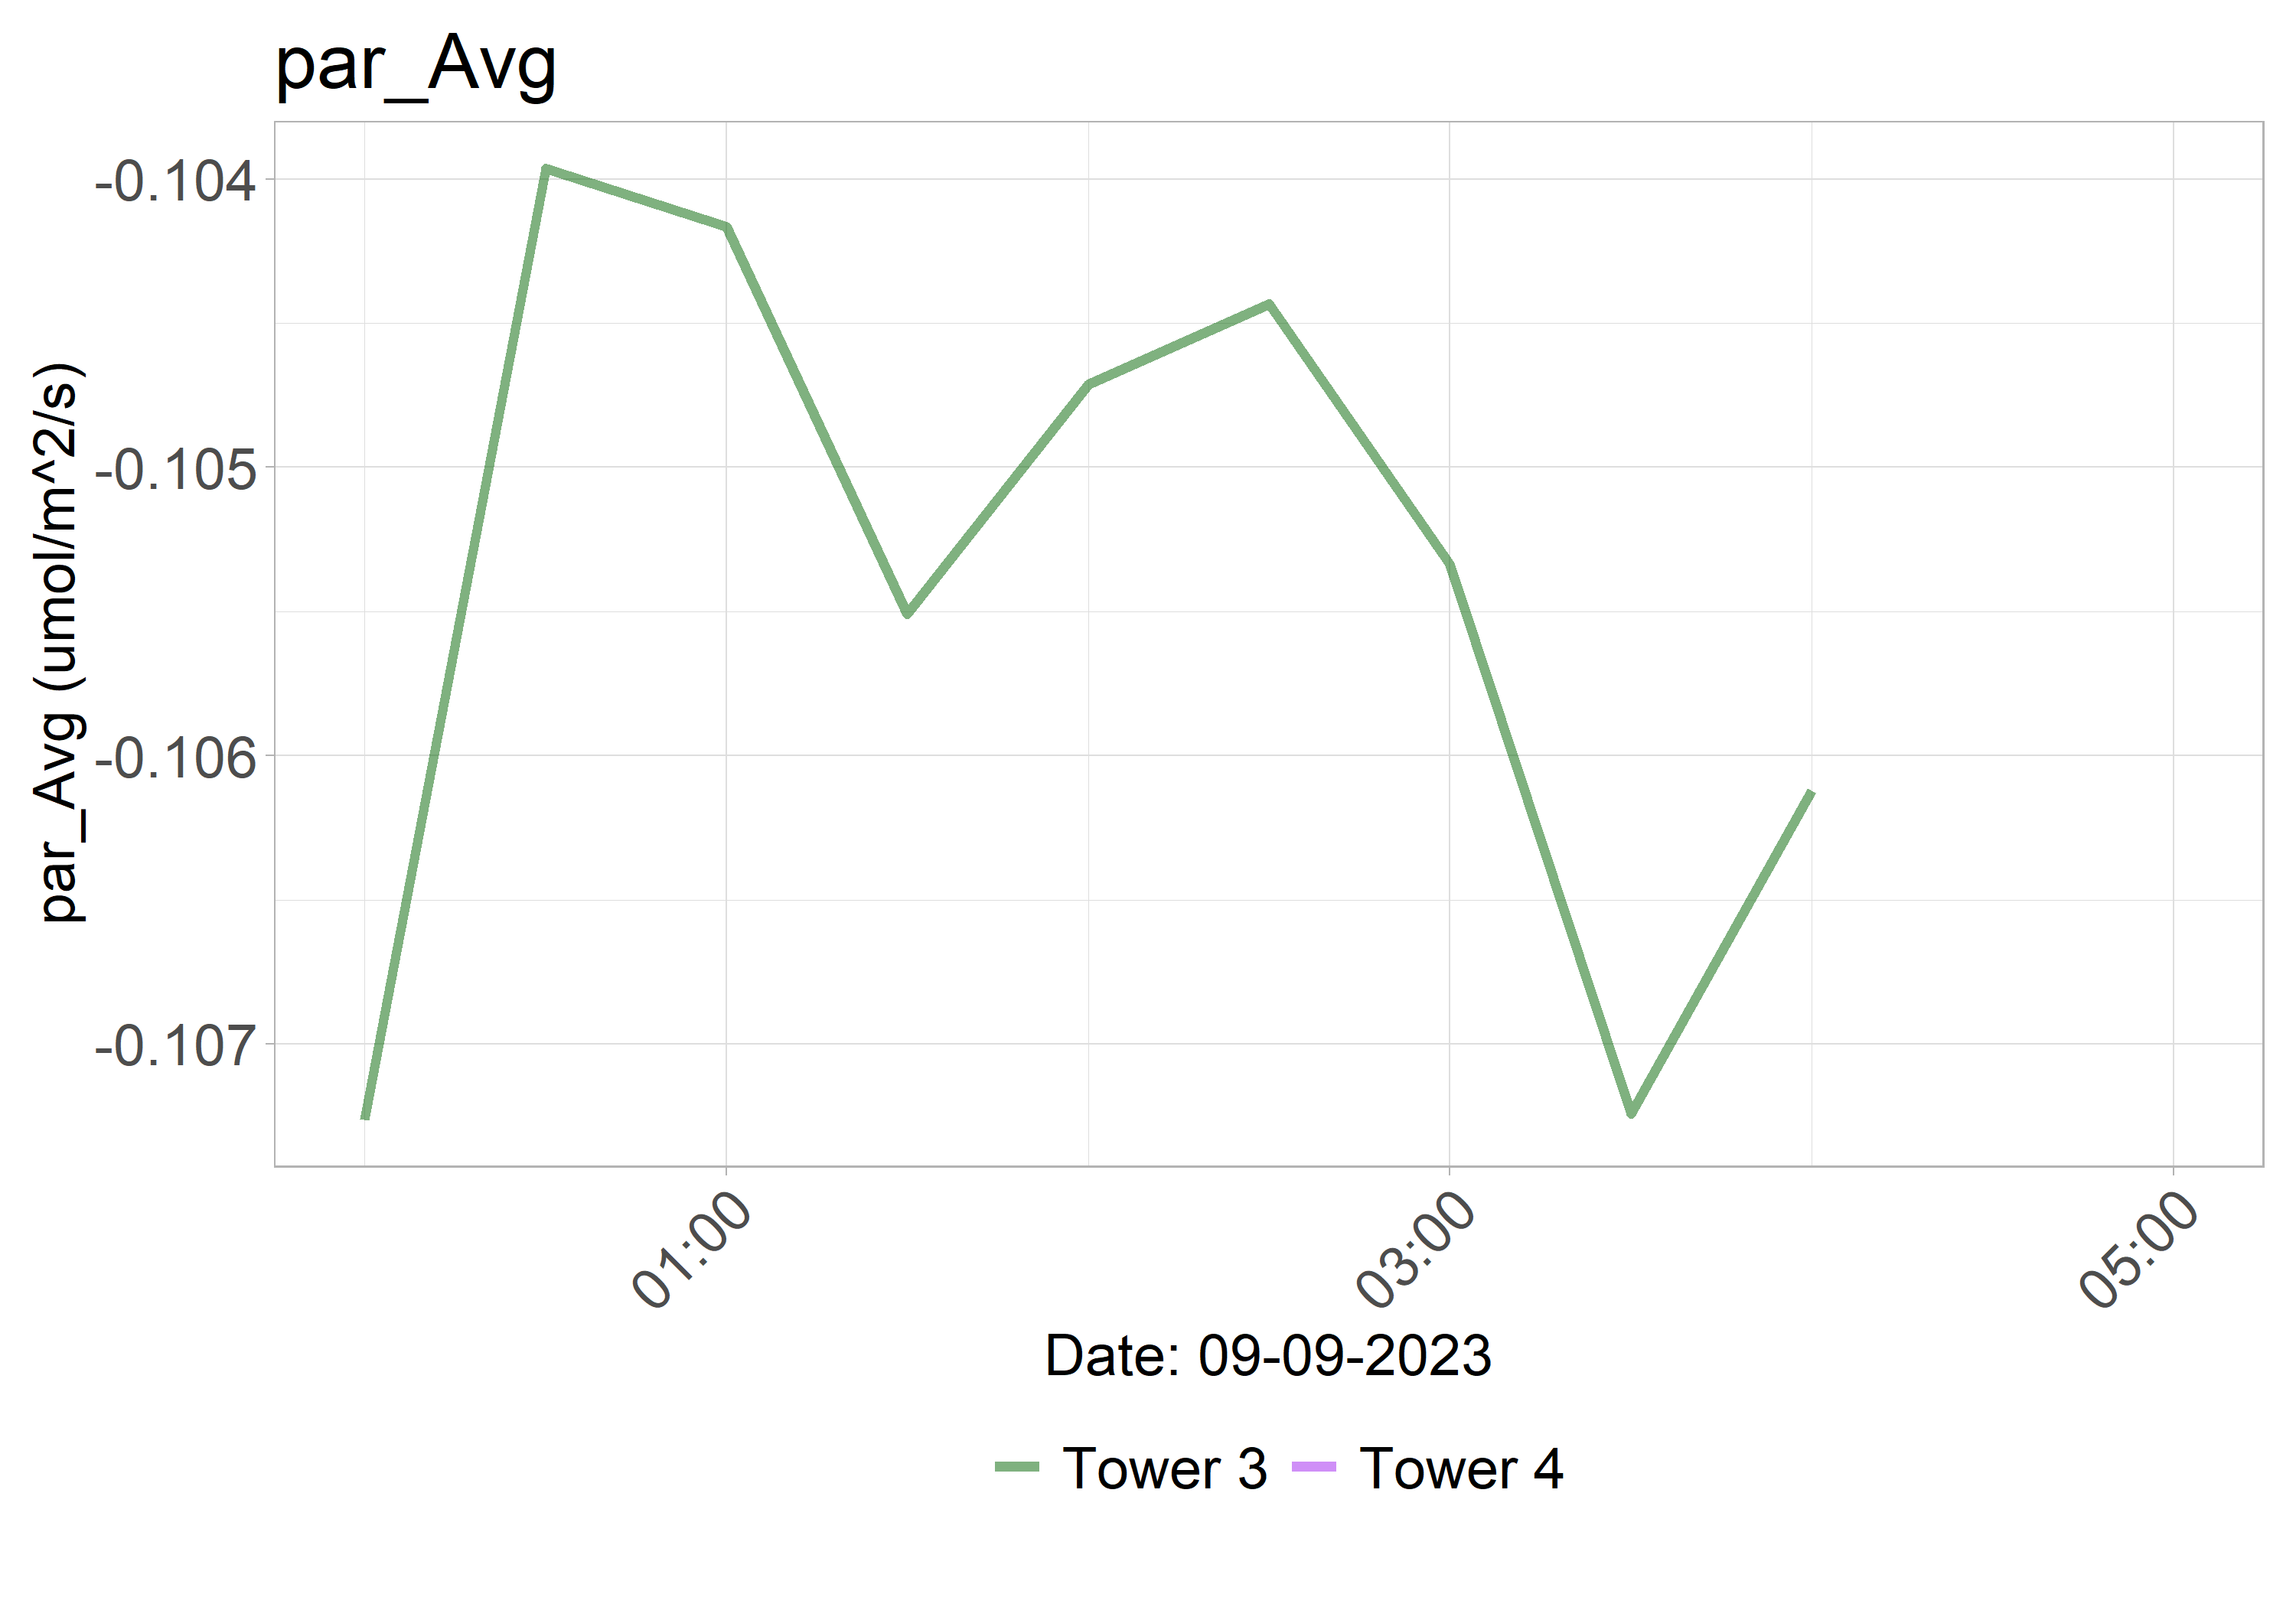 par_Avg
par_Avg (umol/m^2/s)
-0.104
-0.105
-0.106
-0.107
01:00
03:00
05:00
Date: 09-09-2023
Tower 3
Tower 4